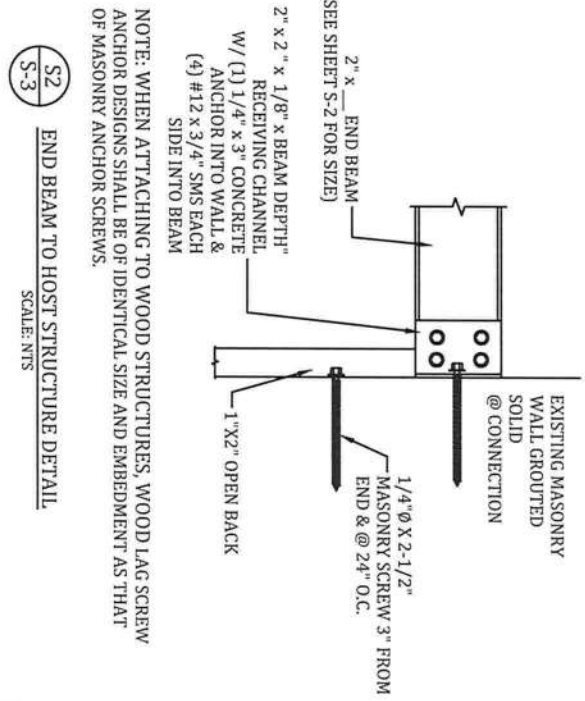 EXISTING MASONRY
WALL GROUTED
SOLID
@ CONNECTION
1/4"Ø X 2-1/2"
MASONRY SCREW 3" FROM
END & @ 24" O.C.
1"X2" OPEN BACK
2" x __ END BEAM
SEE SHEET S-2 FOR SIZE)
2" x 2 " x 1/8" x BEAM DEPTH"
RECEIVING CHANNEL
W/ (1) 1/4" x 3" CONCRETE
ANCHOR INTO WALL &
(4) #12 x 3/4" SMS EACH
SIDE INTO BEAM
NOTE: WHEN ATTACHING TO WOOD STRUCTURES, WOOD LAG SCREW
ANCHOR DESIGNS SHALL BE OF IDENTICAL SIZE AND EMBEDMENT AS THAT
OF MASONRY ANCHOR SCREWS.
S2
S-3
END BEAM TO HOST STRUCTURE DETAIL
SCALE: NTS